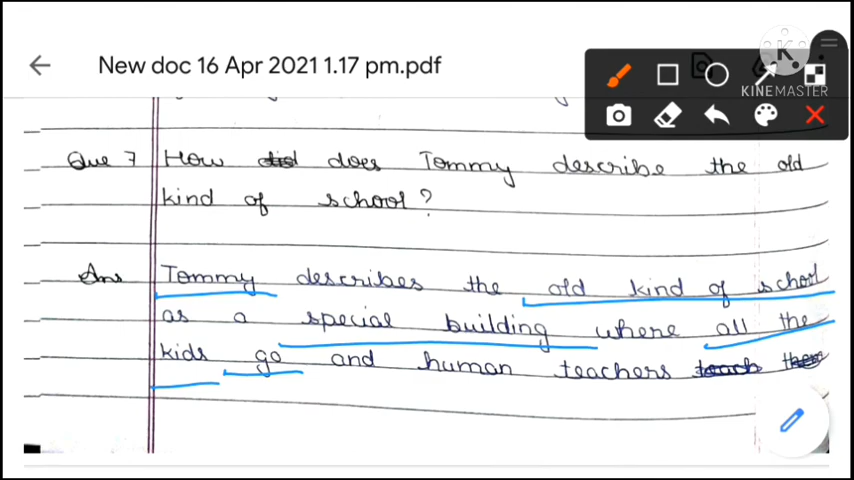 New doc 16 Apr 2021 1.17 pm.pdf
K
KINEMASTER
Que 7 How did does Tommy describe the old
kind of school?
Ans Tommy describes the old kind of school
as a special building where all the
kids go and human teachers teach